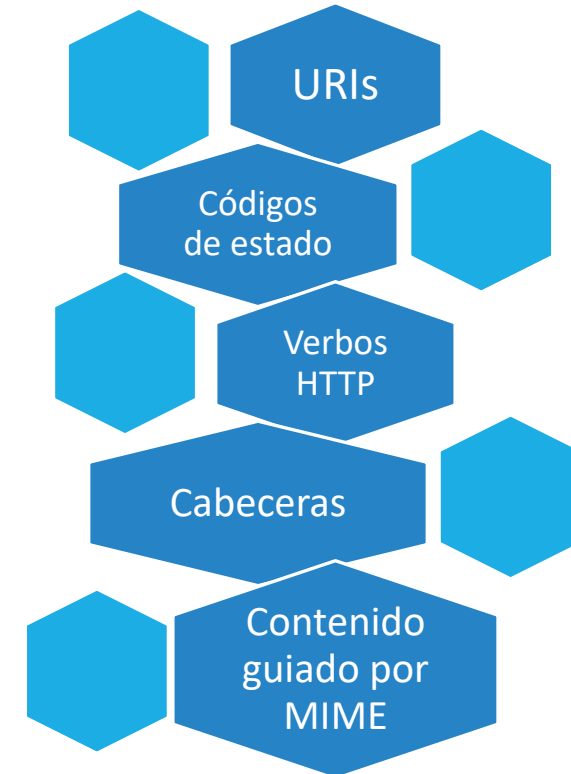 URIs
Códigos
de estado
Verbos
HTTP
Cabeceras
Contenido
guiado por
MIME